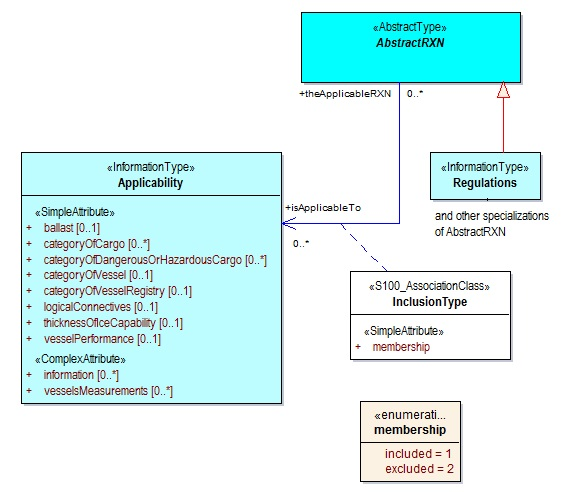 «AbstractType»
AbstractRXN
+theApplicableRXN 0..*
«InformationType»
Applicability
«SimpleAttribute»
+ ballast [0..1]
+ categoryOfCargo [0..*]
+ categoryOfDangerousOrHazardousCargo [0..*]
+ categoryOfVessel [0..1]
+ categoryOfVesselRegistry [0..1]
+ logicalConnectives [0..1]
+ thicknessOfIceCapability [0..1]
+ vesselPerformance [0..1]
«ComplexAttribute»
+ information [0..*]
+ vesselsMeasurements [0..*]
+isApplicableTo
0..*
«InformationType»
Regulations
and other specializations
of AbstractRXN
«S100_AssociationClass»
InclusionType
«SimpleAttribute»
+ membership
«enumerati...
membership
included = 1
excluded = 2